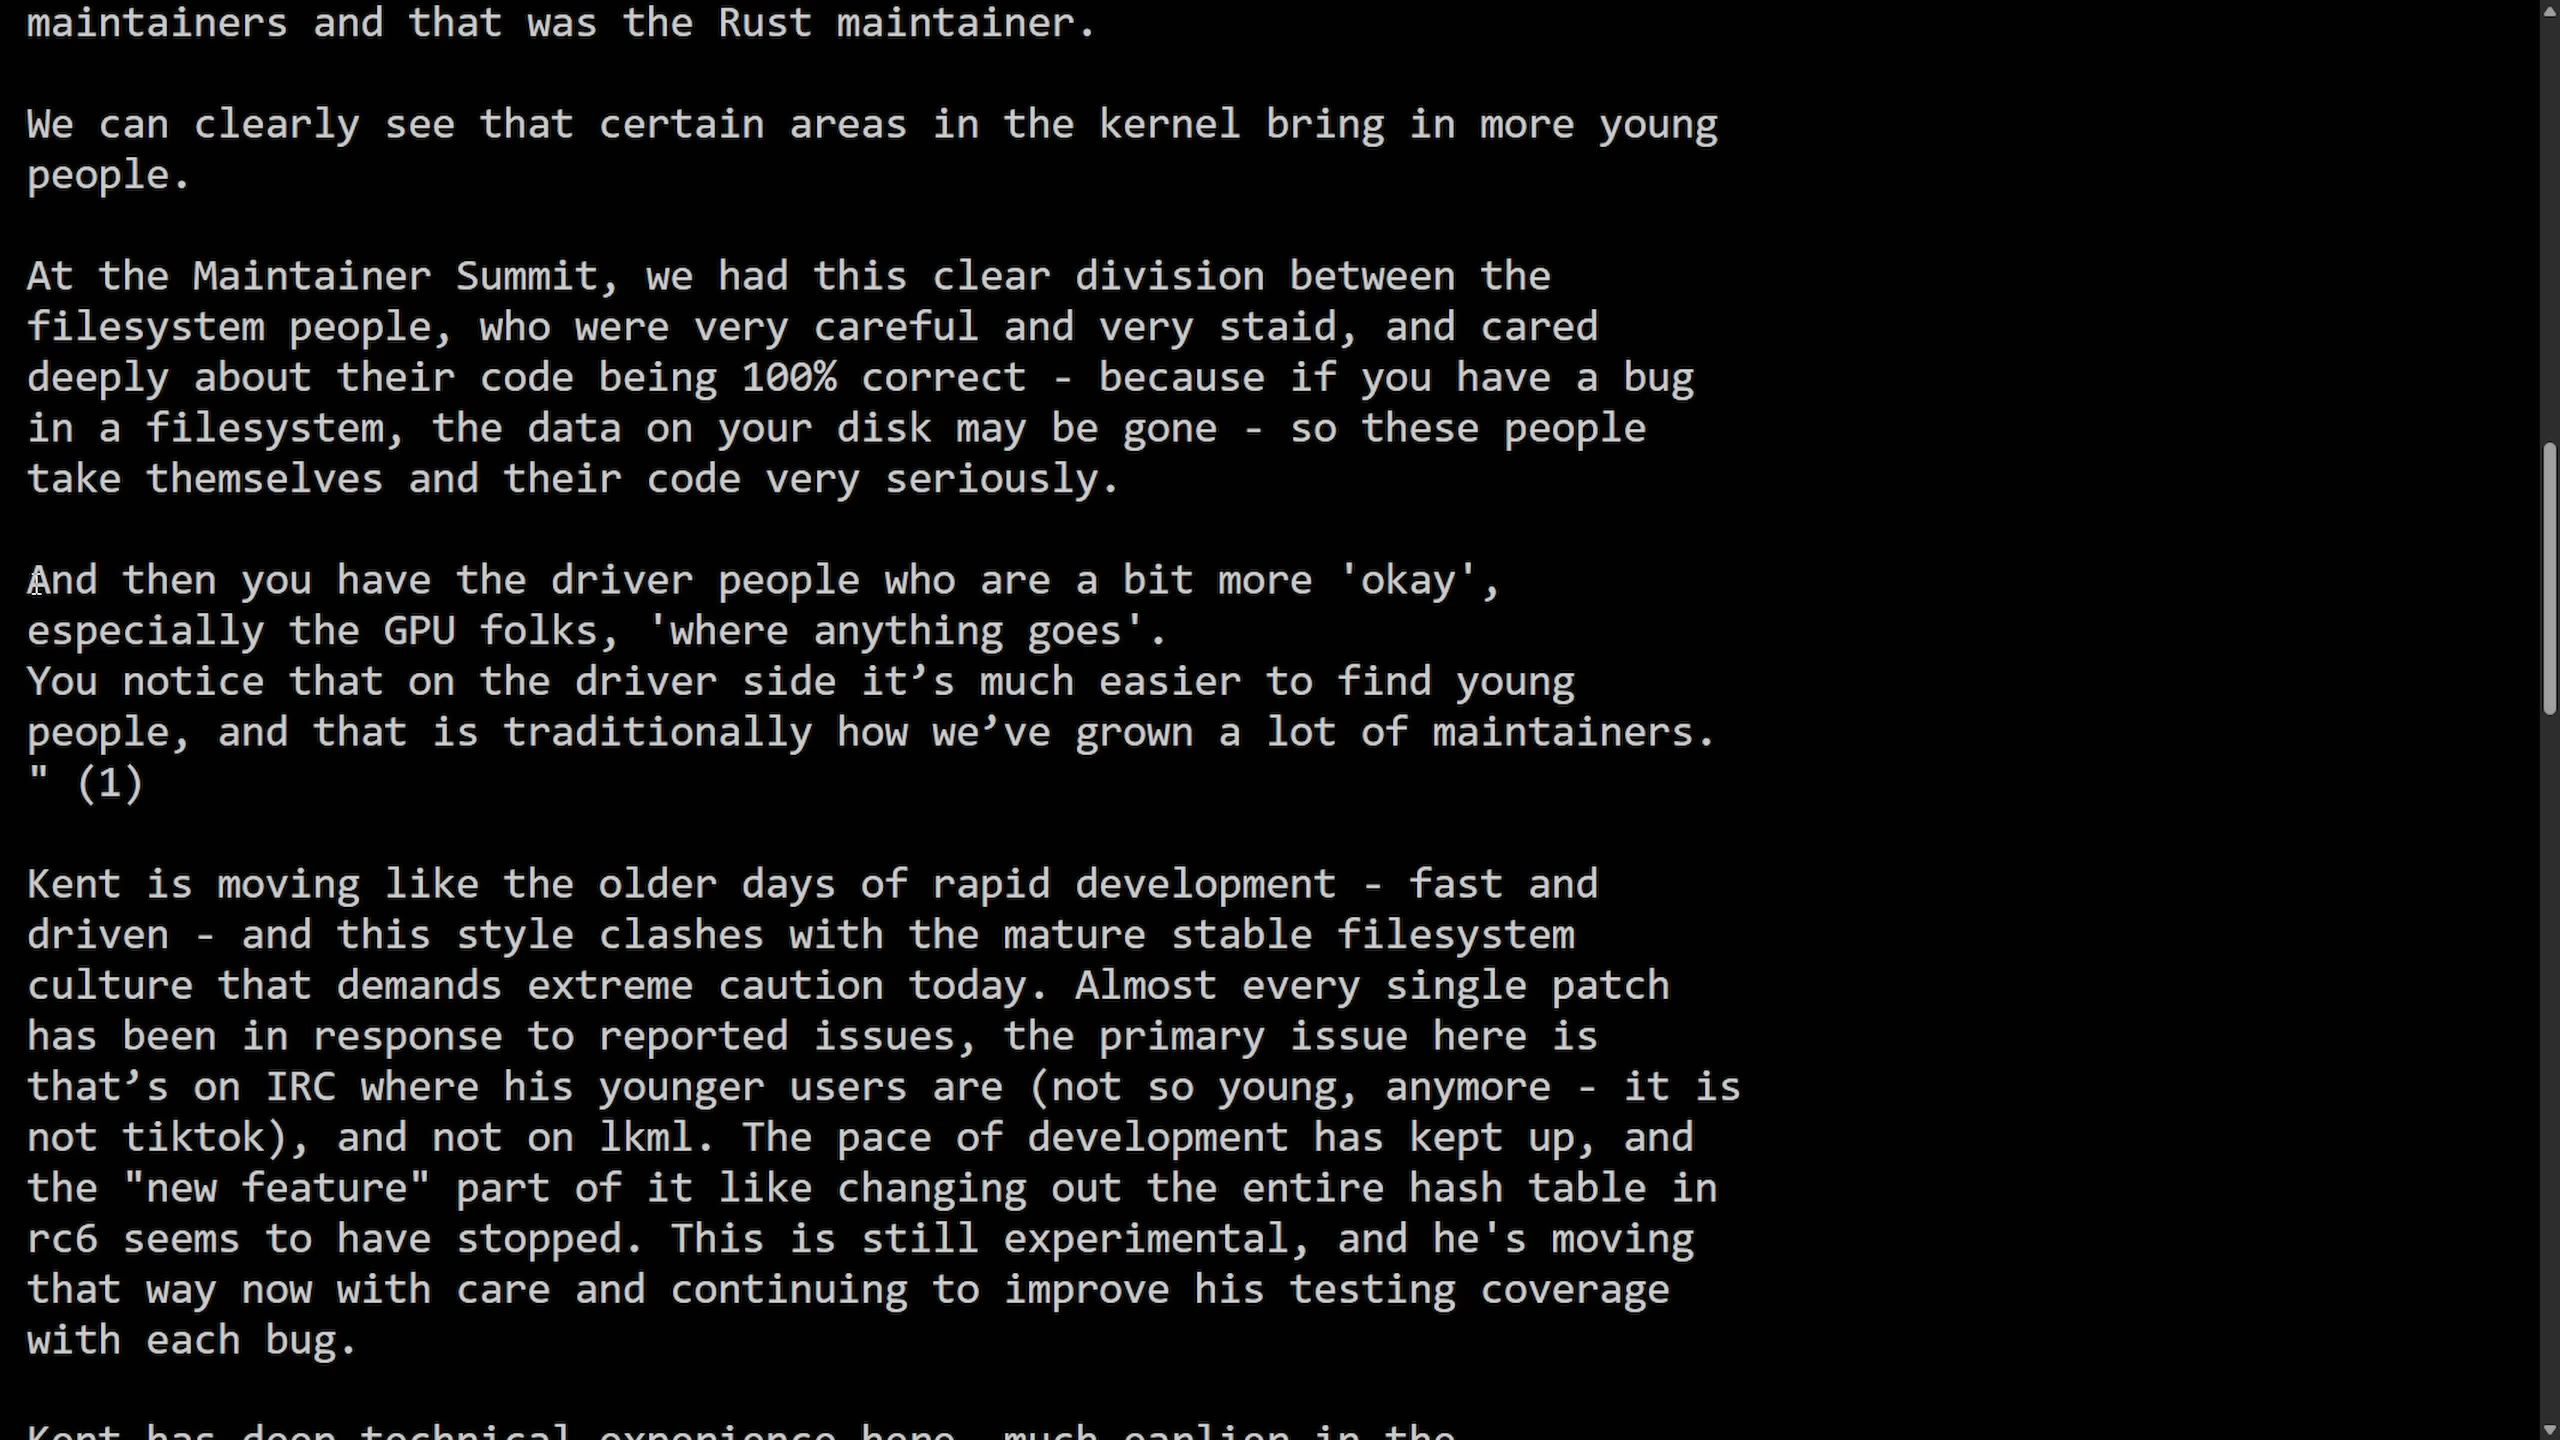 maintainers and that was the Rust maintainer.
We can clearly see that certain areas in the kernel bring in more young
people.
At the Maintainer Summit, we had this clear division between the
filesystem people, who were very careful and very staid, and cared
deeply about their code being 100% correct - because if you have a bug
in a filesystem, the data on your disk may be gone - so these people
take themselves and their code very seriously.
And then you have the driver people who are a bit more 'okay',
especially the GPU folks, 'where anything goes'.
You notice that on the driver side it’s much easier to find young
people, and that is traditionally how we’ve grown a lot of maintainers.
" (1)
Kent is moving like the older days of rapid development - fast and
driven - and this style clashes with the mature stable filesystem
culture that demands extreme caution today. Almost every single patch
has been in response to reported issues, the primary issue here is
that’s on IRC where his younger users are (not so young, anymore - it is
not tiktok), and not on lkml. The pace of development has kept up, and
the "new feature" part of it like changing out the entire hash table in
rc6 seems to have stopped. This is still experimental, and he's moving
that way now with care and continuing to improve his testing coverage
with each bug.
Kent has deep technical experience here, much earlier in the